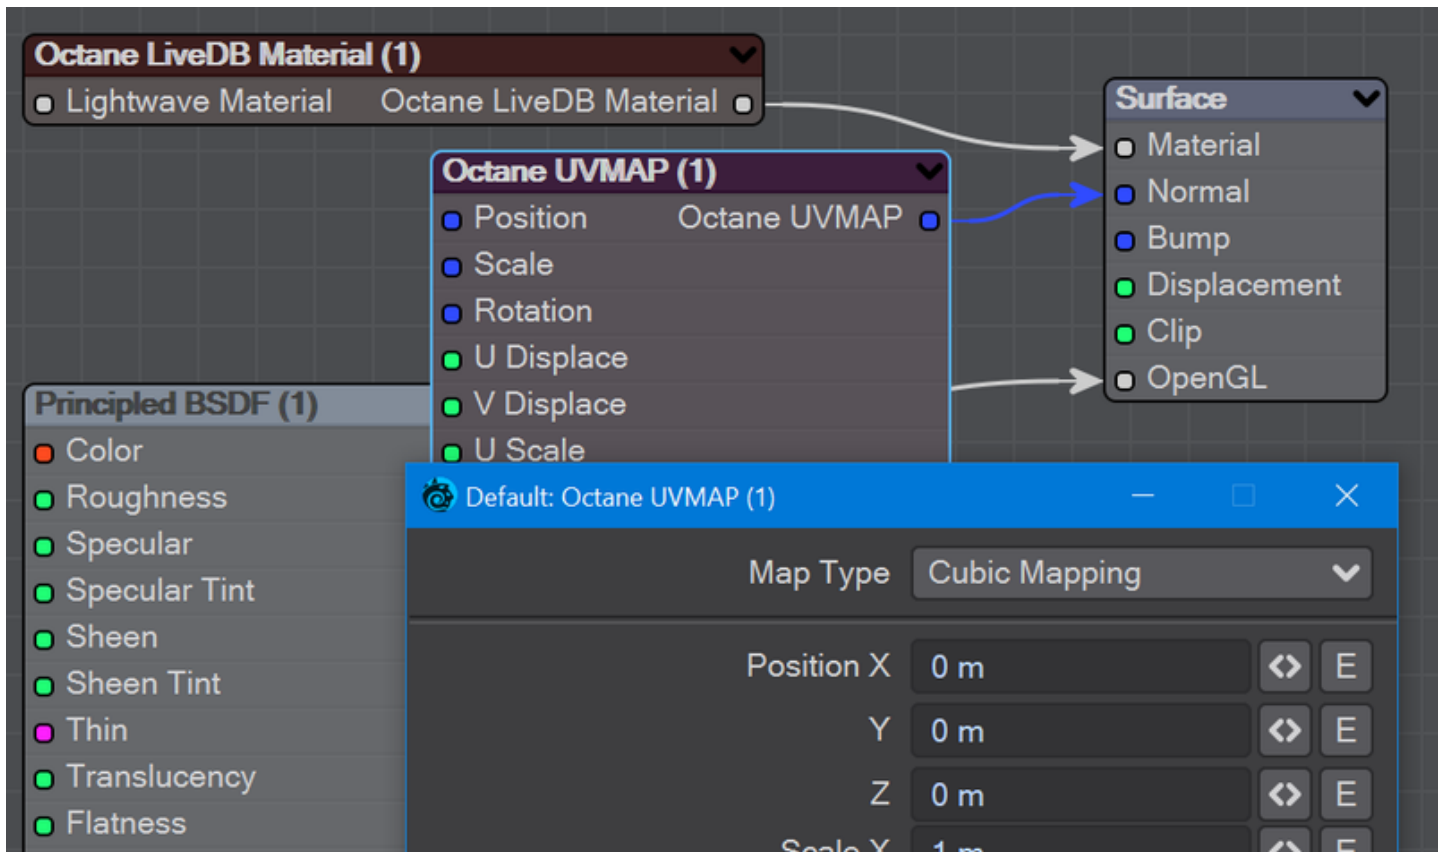 Octane LiveDB Material (1)
Lightwave Material Octane LiveDB Material
Surface
Material
Normal
Bump
Displacement
Clip
OpenGL
Octane UVMAP (1)
Position Octane UVMAP
Scale
Rotation
U Displace
V Displace
U Scale
Principled BSDF (1)
Color
Roughness
Specular
Specular Tint
Sheen
Sheen Tint
Thin
Translucency
Flatness
Default: Octane UVMAP (1)
Map Type Cubic Mapping
Position X 0 m E
Y 0 m E
Z 0 m E
Scale X 1 m E